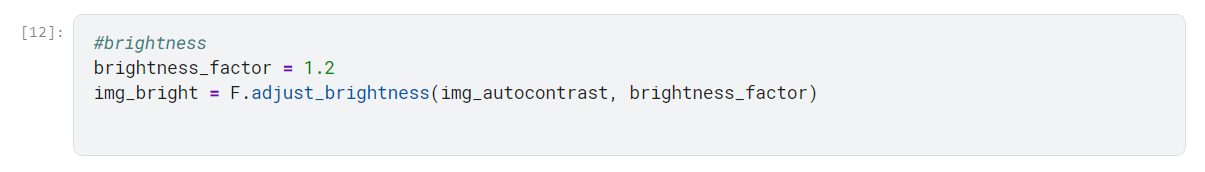 [12]:
#brightness
brightness_factor = 1.2
img_bright = F.adjust_brightness(img_autocontrast, brightness_factor)